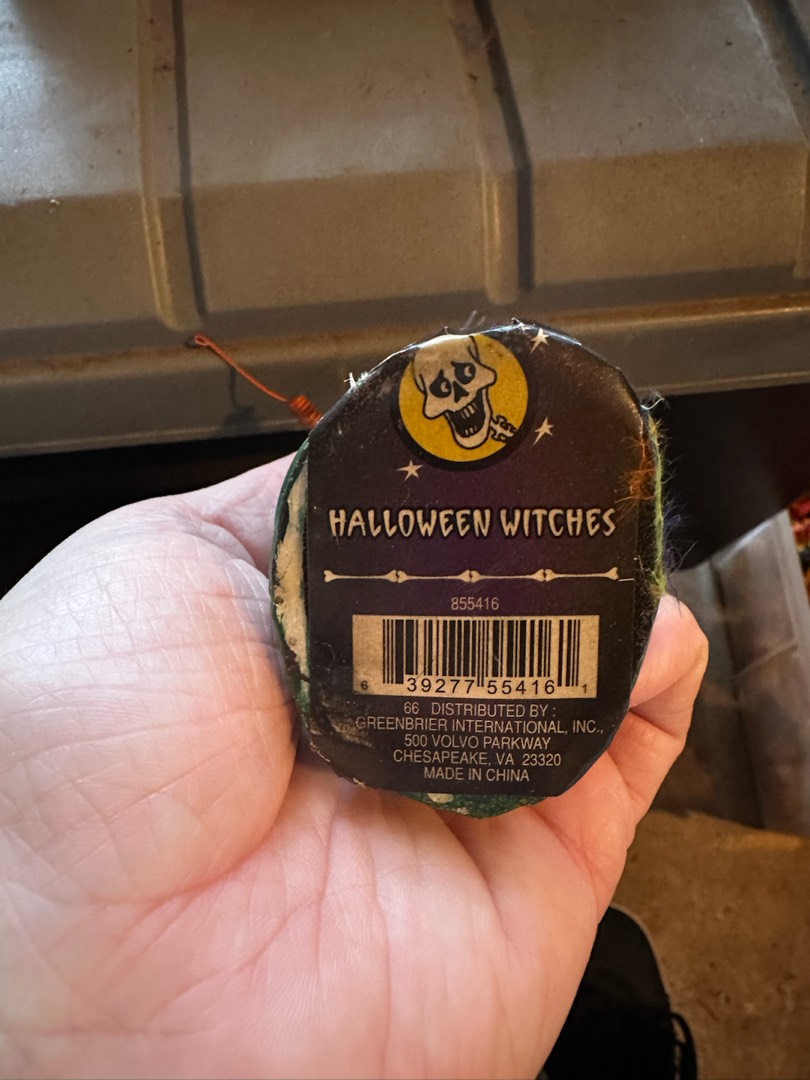 HALLOWEEN WITCHES
855416
6 39277 55416 1
66 DISTRIBUTED BY :
GREENBRIER INTERNATIONAL, INC.,
500 VOLVO PARKWAY
CHESAPEAKE, VA 23320
MADE IN CHINA